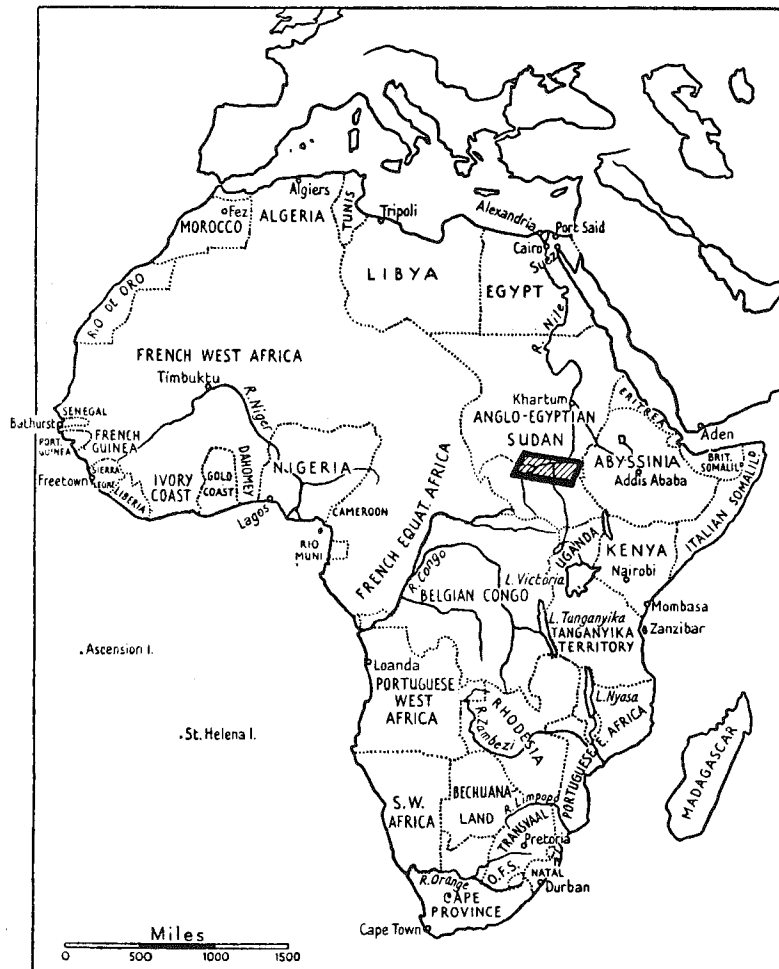 Algiers
Fez
MOROCCO
ALGERIA
TUNIS
Tripoli
Alexandria
Port Said
Cairo
Suez
LIBYA
EGYPT
R. Nile
RIO DE ORO
FRENCH WEST AFRICA
Timbuktu
R. Niger
Khartum
ANGLO-EGYPTIAN
SUDAN
ERITREA
Aden
SENEGAL
Bathurst
PORT.
GUINEA
FRENCH
GUINEA
SIERRA
LEONE
Freetown
LIBERIA
IVORY
COAST
GOLD
COAST
DAHOMEY
NIGERIA
Lagos
CAMEROON
ABYSSINIA
Addis Ababa
BRIT.
SOMALILD
ITALIAN SOMALILD
RIO
MUNI
FRENCH EQUAT. AFRICA
UGANDA
KENYA
Nairobi
R. Congo
L. Victoria
BELGIAN CONGO
Mombasa
L. Tunganyika
Zanzibar
TANGANYIKA
TERRITORY
Ascension I.
Loanda
PORTUGUESE
WEST
AFRICA
L. Nyasa
RHODESIA
R. Zambezi
St. Helena I.
PORTUGUESE E. AFRICA
MADAGASCAR
S.W.
AFRICA
BECHUANA-
LAND
R. Limpopo
TRANSVAAL
Pretoria
O.F.S.
NATAL
Durban
R. Orange
CAPE
PROVINCE
Cape Town
Miles
0 500 1000 1500